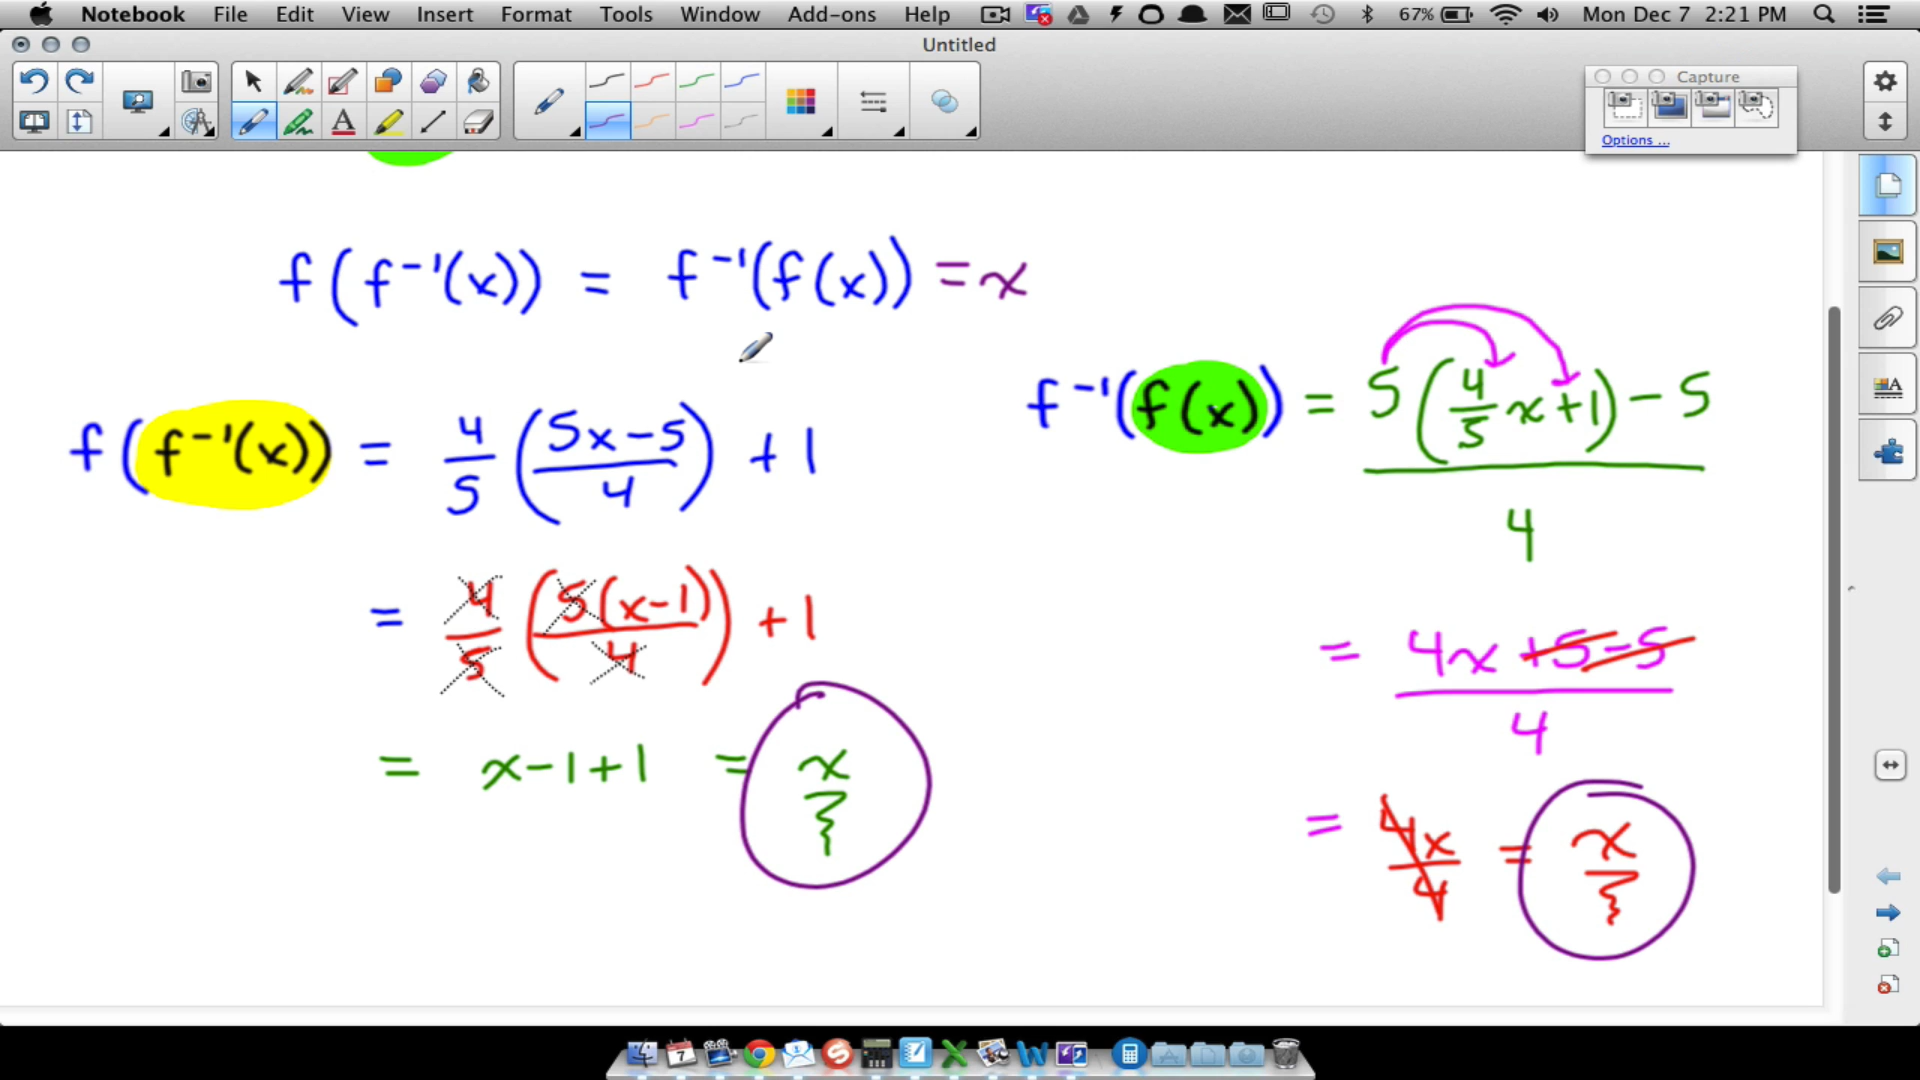 Notebook File Edit View Insert Format Tools Window Add-ons Help 67% Mon Dec 7 2:21 PM
Untitled
Capture
Options ...
f(f⁻¹(x)) = f⁻¹(f(x)) = x
f(f⁻¹(x)) = 4/5 ((5x-5)/4) + 1
= 4/5 (5(x-1)/4) + 1
= x-1+1 = x
f⁻¹(f(x)) = (5(4/5 x+1) - 5)/4
= (4x+5-5)/4
= 4x/4 = x